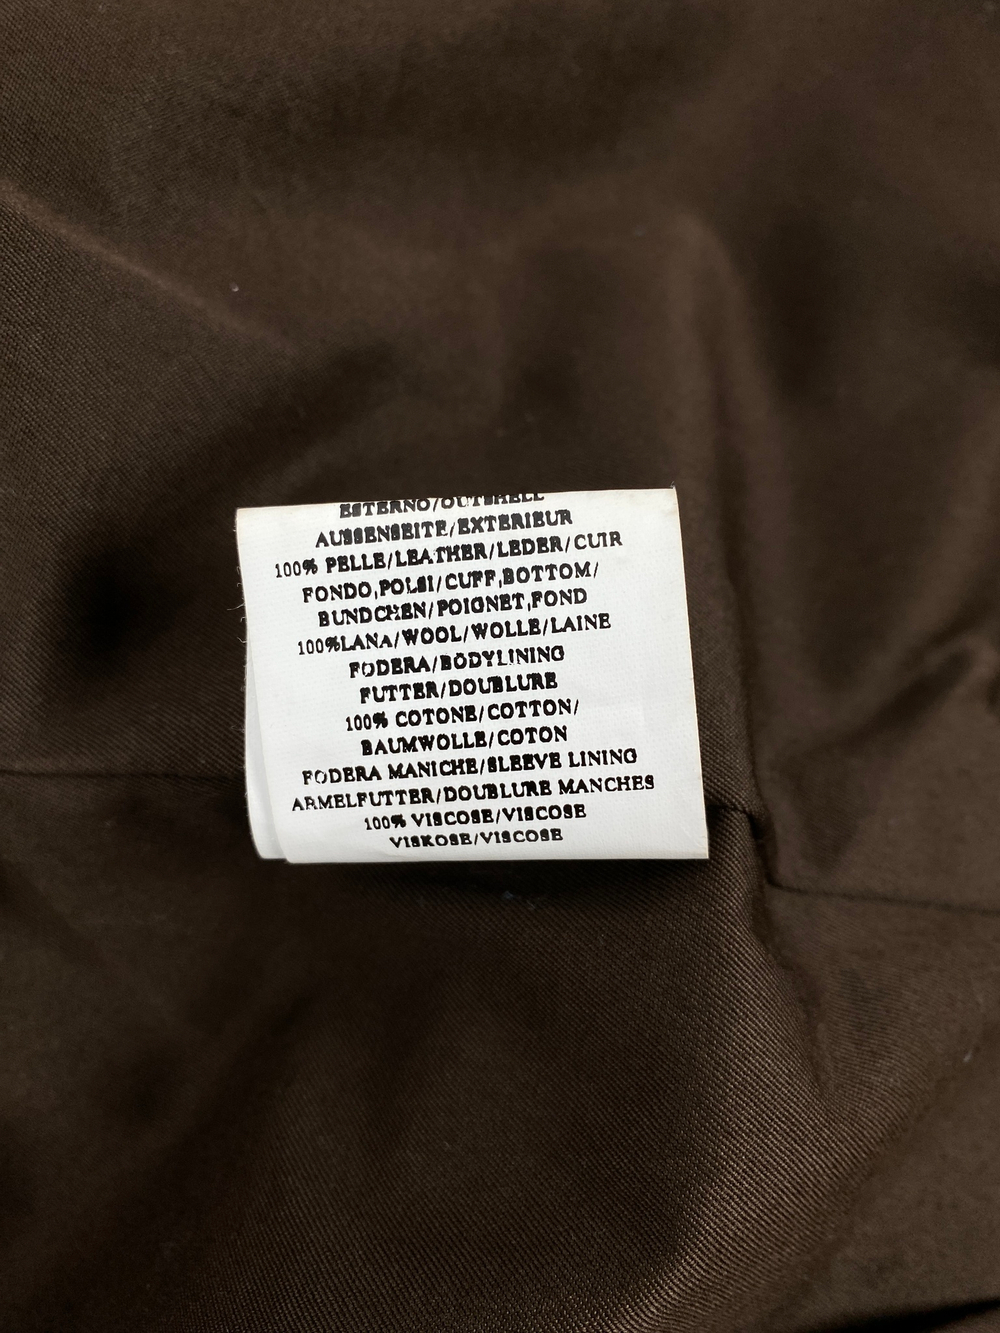 ESTERNO/OUTSHELL
AUSSENSEITE/EXTERIEUR
100% PELLE/LEATHER/LEDER/CUIR
FONDO,POLSI/CUFF,BOTTOM/
BUNDCHEN/POIGNET,FOND
100%LANA/WOOL/WOLLE/LAINE
FODERA/BODYLINING
FUTTER/DOUBLURE
100% COTONE/COTTON/
BAUMWOLLE/COTON
FODERA MANICHE/SLEEVE LINING
ARMELFUTTER/DOUBLURE MANCHES
100% VISCOSE/VISCOSE
VISKOSE/VISCOSE